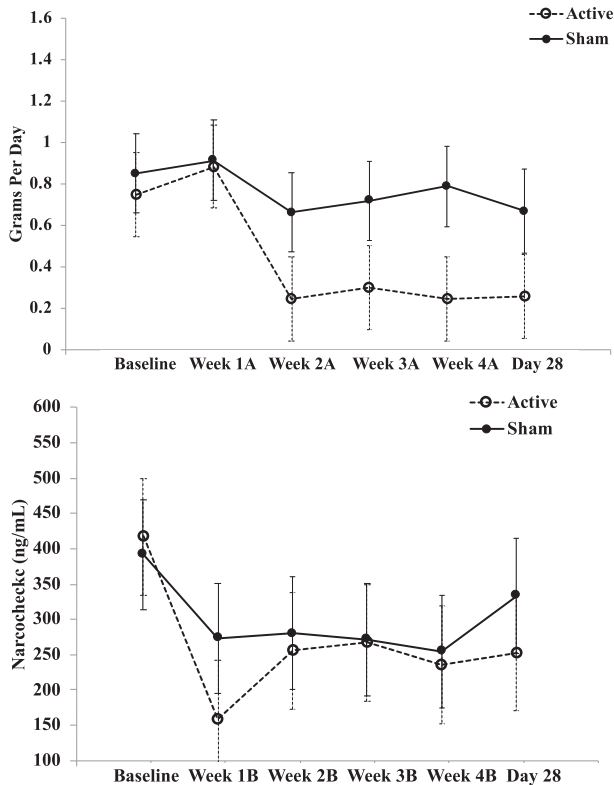 1.6
1.4
1.2
1
0.8
0.6
0.4
0.2
0
Grams Per Day
Active
Sham
Baseline Week 1A Week 2A Week 3A Week 4A Day 28
600
550
500
450
400
350
300
250
200
150
100
Narcocheckc (ng/mL)
Active
Sham
Baseline Week 1B Week 2B Week 3B Week 4B Day 28